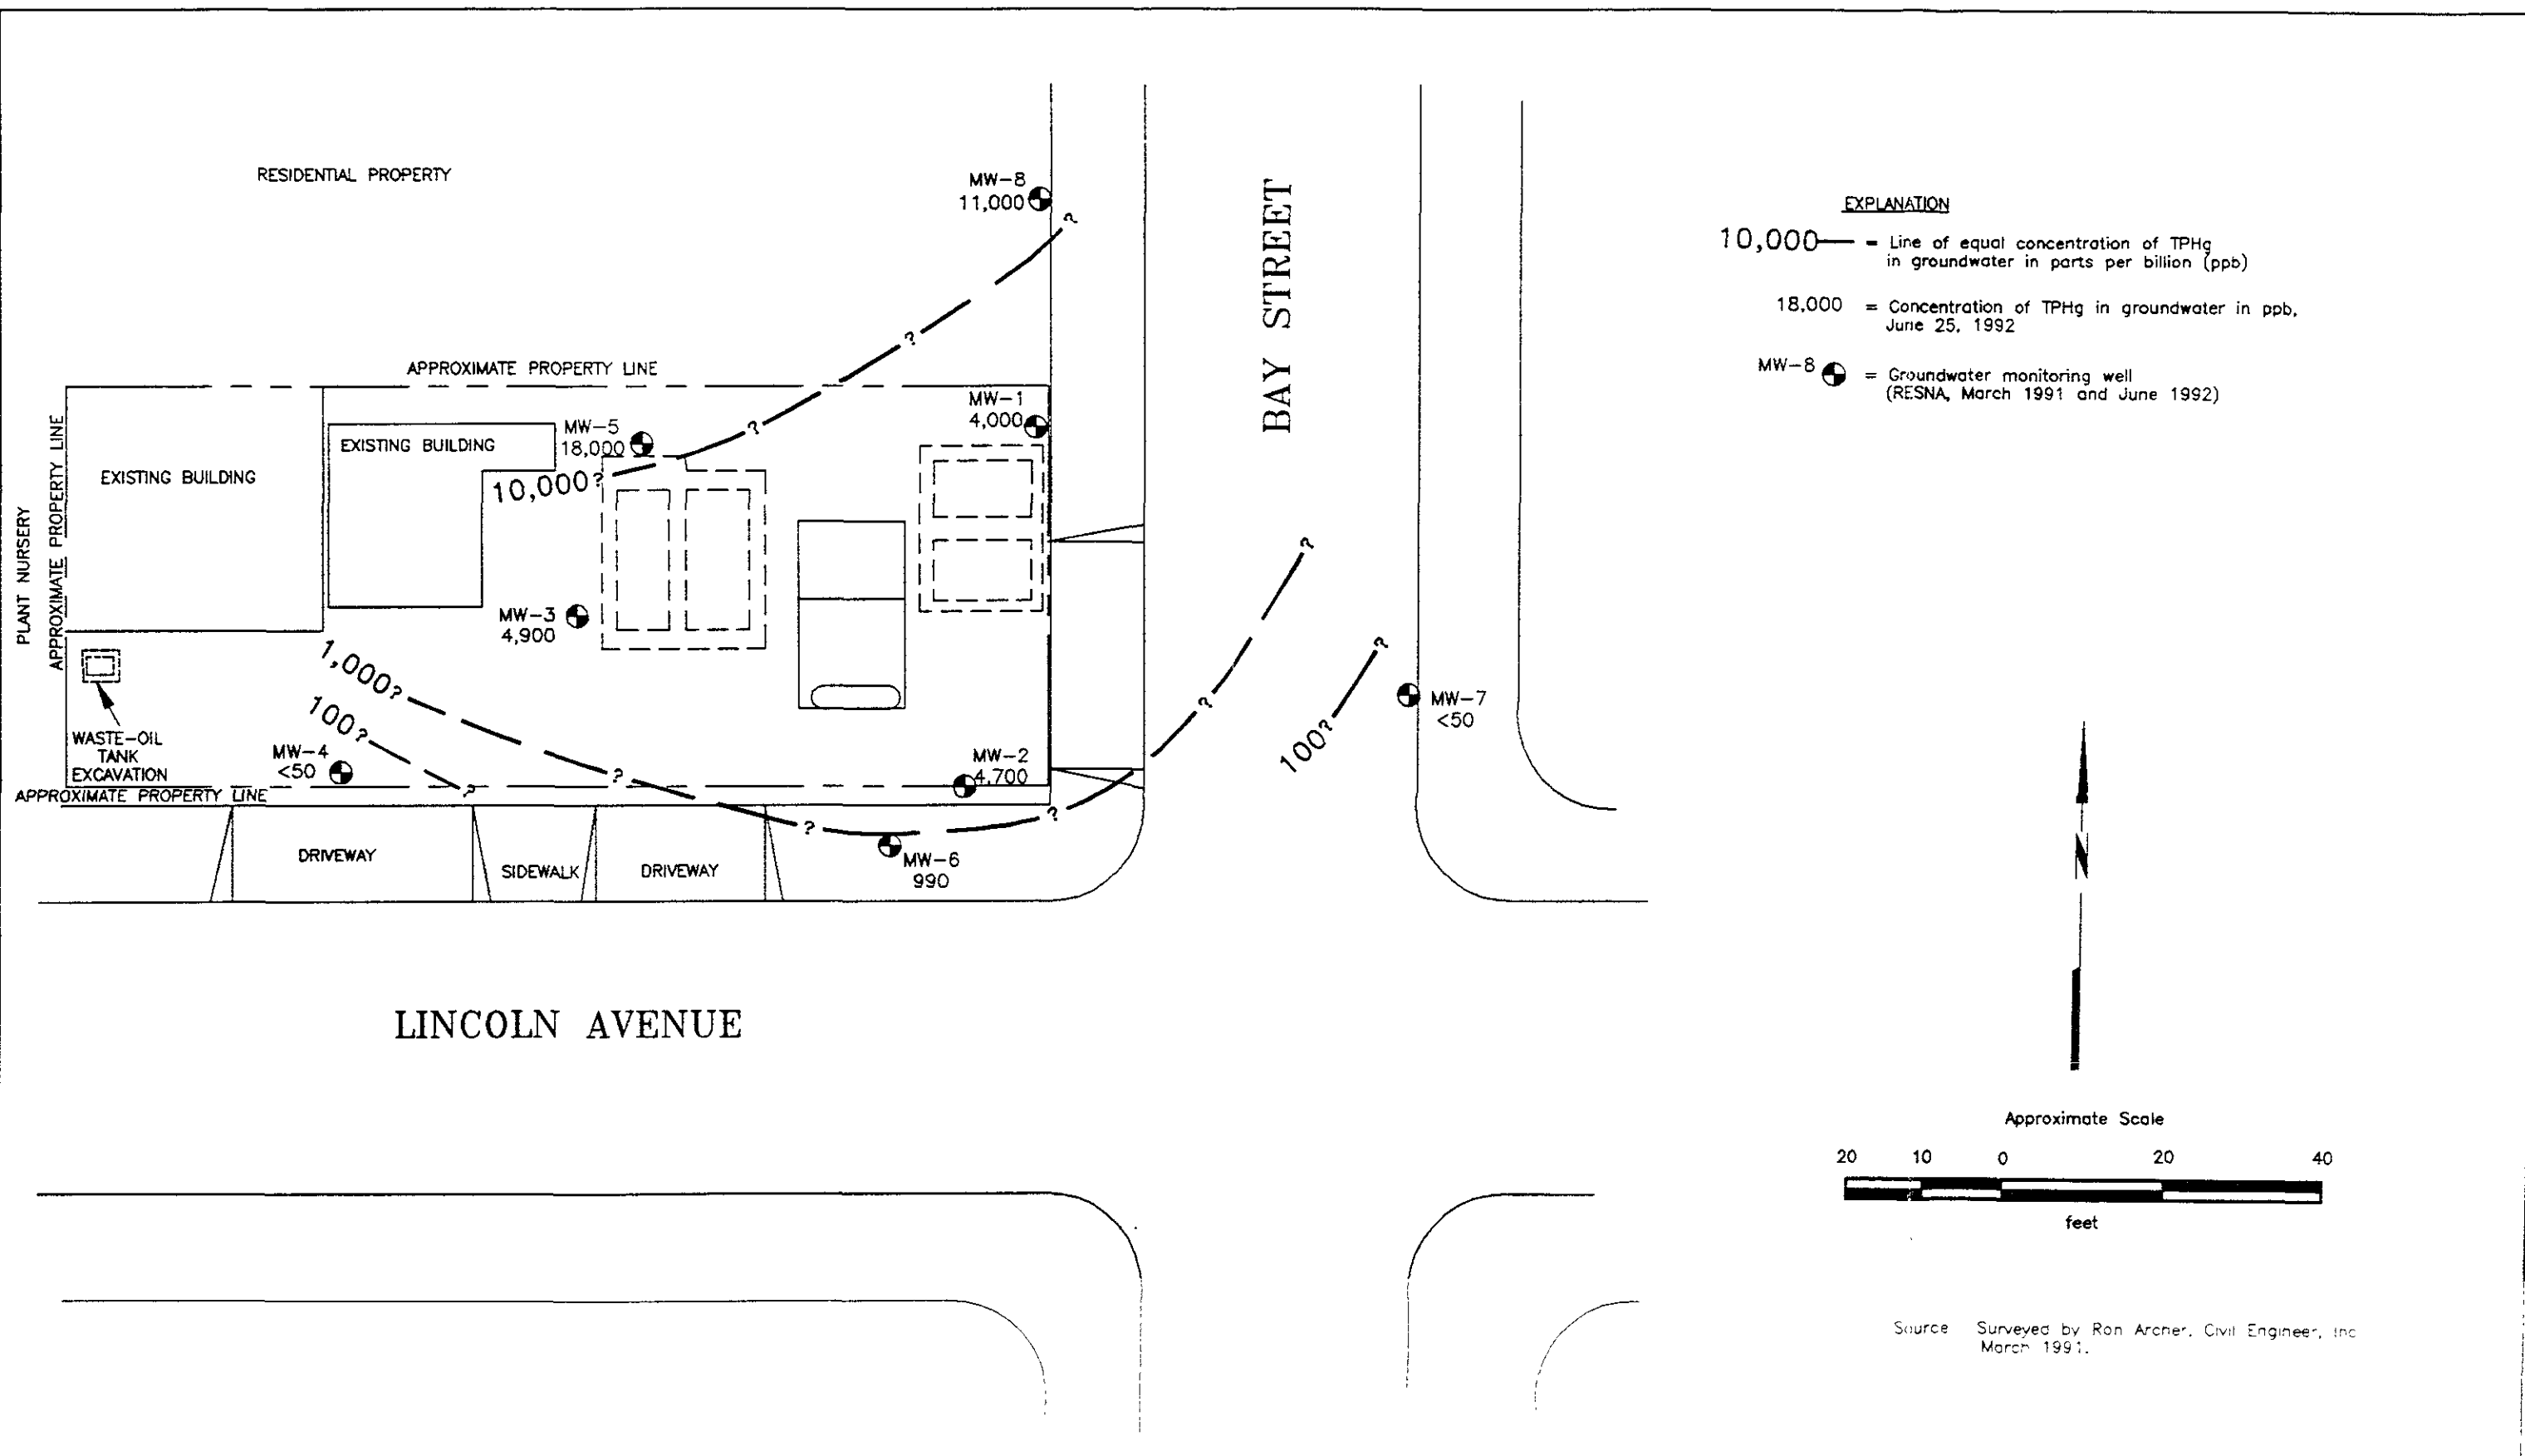 RESIDENTIAL PROPERTY
MW-8
11,000
?
?
APPROXIMATE PROPERTY LINE
MW-1
4,000
BAY STREET
EXPLANATION
10,000 = Line of equal concentration of TPHg
in groundwater in parts per billion (ppb)
18,000 = Concentration of TPHg in groundwater in ppb,
June 25, 1992
MW-8 = Groundwater monitoring well
(RESNA, March 1991 and June 1992)
PLANT NURSERY
APPROXIMATE PROPERTY LINE
EXISTING BUILDING
EXISTING BUILDING
MW-5
18,000
?
10,000?
MW-3
4,900
?
?
?
1,000?
100?
WASTE-OIL
TANK
EXCAVATION
MW-4
<50
?
?
MW-2
4,700
100?
MW-7
<50
APPROXIMATE PROPERTY LINE
?
?
DRIVEWAY
SIDEWALK
DRIVEWAY
MW-6
990
LINCOLN AVENUE
N
Approximate Scale
20 10 0 20 40
feet
Source Surveyed by Ron Archer, Civil Engineer, Inc
March 1991.